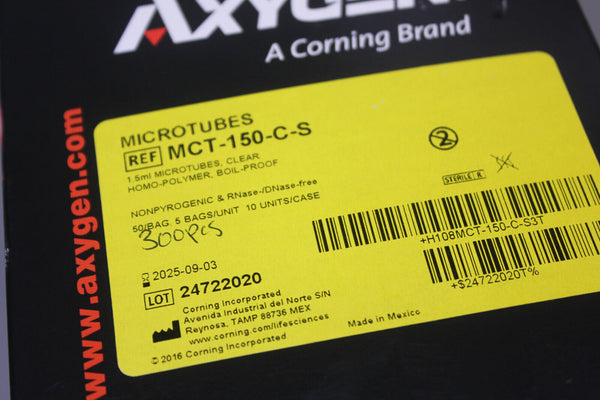 AXYGEN
A Corning Brand
www.axygen.com
MICROTUBES
REF MCT-150-C-S
1.5ml MICROTUBES, CLEAR
HOMO-POLYMER, BOIL-PROOF
2
STERILE R
NONPYROGENIC & RNase-/DNase-free
50/BAG 5 BAGS/UNIT 10 UNITS/CASE
300pcs
+H108MCT-150-C-S3T
2025-09-03
LOT 24722020
+$24722020T%
Corning Incorporated
Avenida Industrial del Norte S/N
Reynosa, TAMP 88736 MEX
www.corning.com/lifesciences
© 2016 Corning Incorporated
Made in Mexico